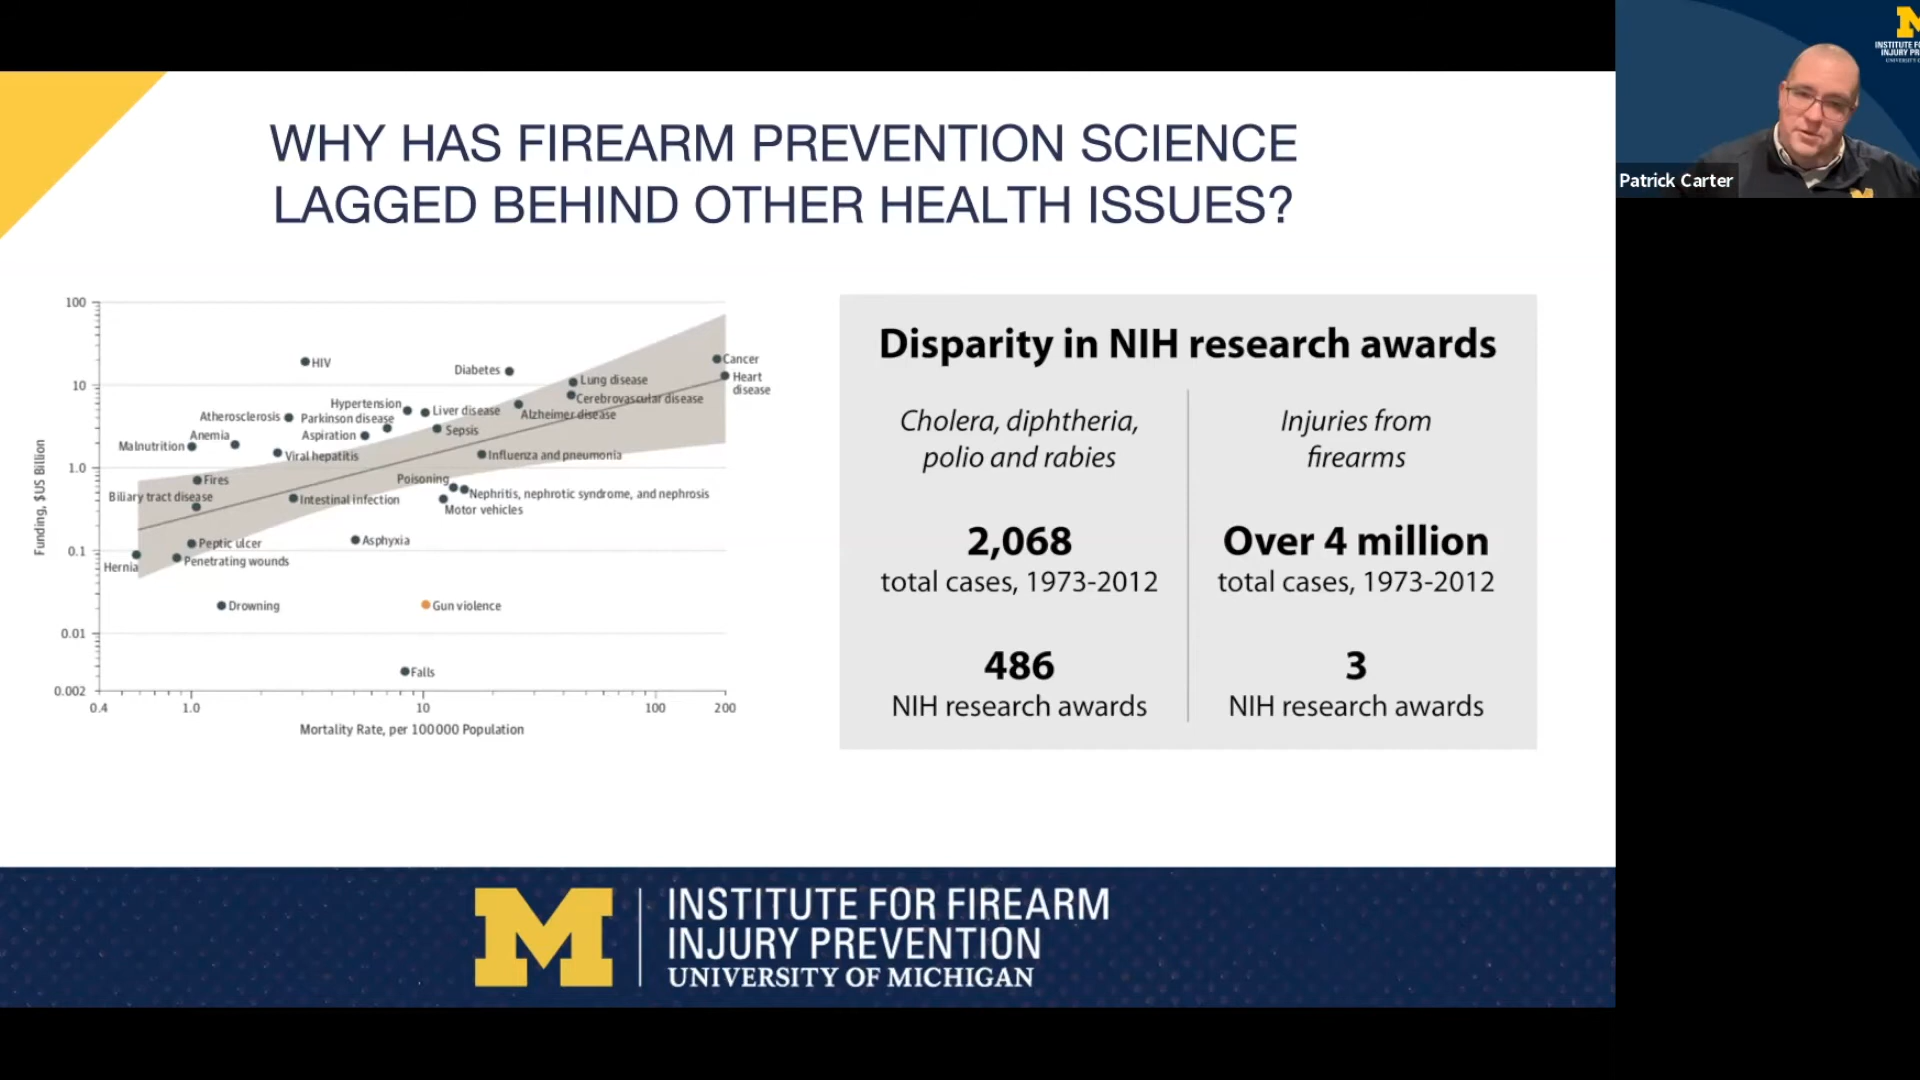 WHY HAS FIREARM PREVENTION SCIENCE
LAGGED BEHIND OTHER HEALTH ISSUES?
Funding, $US Billion
100
10
1.0
0.1
0.01
0.002
0.4
1.0
10
100
200
Mortality Rate, per 100000 Population
HIV
Diabetes
Cancer
Lung disease
Heart
disease
Cerebrovascular disease
Hypertension
Liver disease
Alzheimer disease
Atherosclerosis
Parkinson disease
Anemia
Aspiration
Sepsis
Malnutrition
Viral hepatitis
Influenza and pneumonia
Fires
Poisoning
Biliary tract disease
Intestinal infection
Nephritis, nephrotic syndrome, and nephrosis
Motor vehicles
Peptic ulcer
Asphyxia
Hernia
Penetrating wounds
Drowning
Gun violence
Falls
Disparity in NIH research awards
Cholera, diphtheria,
polio and rabies
2,068
total cases, 1973-2012
486
NIH research awards
Injuries from
firearms
Over 4 million
total cases, 1973-2012
3
NIH research awards
M
INSTITUTE FOR FIREARM
INJURY PREVENTION
UNIVERSITY OF MICHIGAN
Patrick Carter
INSTITUTE F
INJURY PR